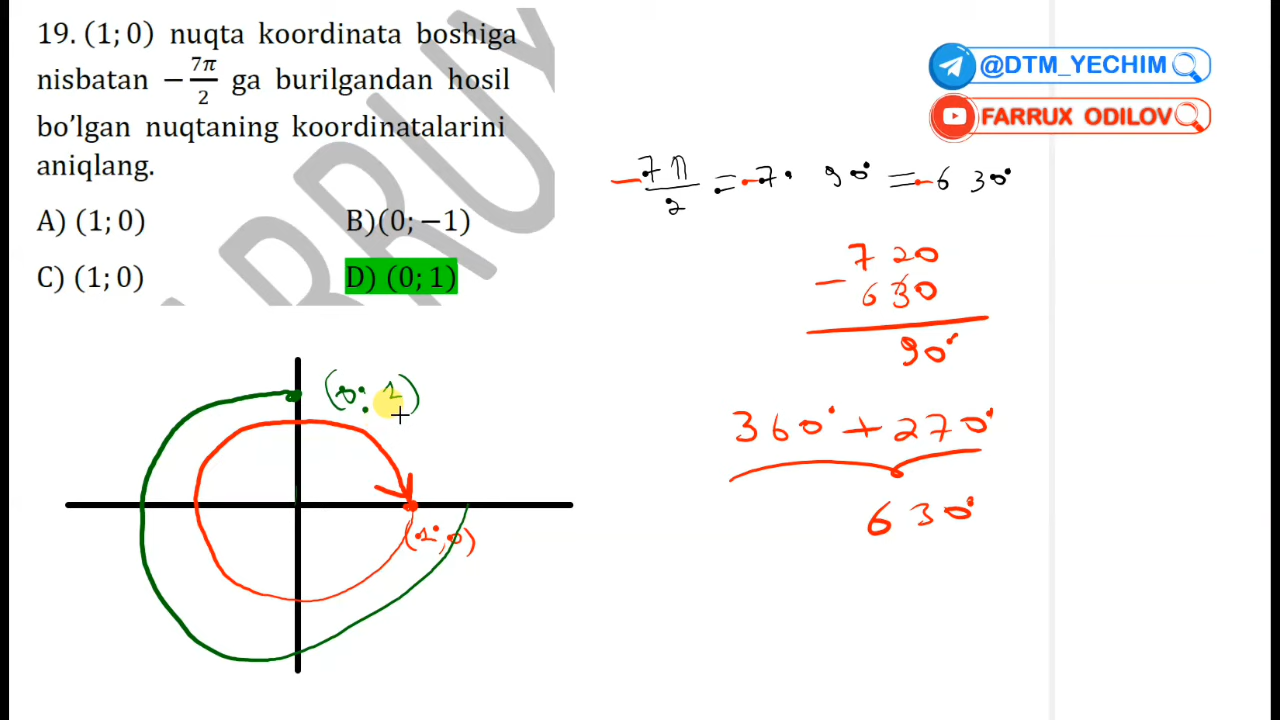 19. (1; 0) nuqta koordinata boshiga
nisbatan −7π/2 ga burilgandan hosil
bo’lgan nuqtaning koordinatalarini
aniqlang.
A) (1; 0) B)(0; −1)
C) (1; 0) D) (0; 1)
@DTM_YECHIM
FARRUX ODILOV
−7π/2 = −7· 90° = −630°
720
− 630
90°
360° + 270°
630°
(0; 1)
(1; 0)